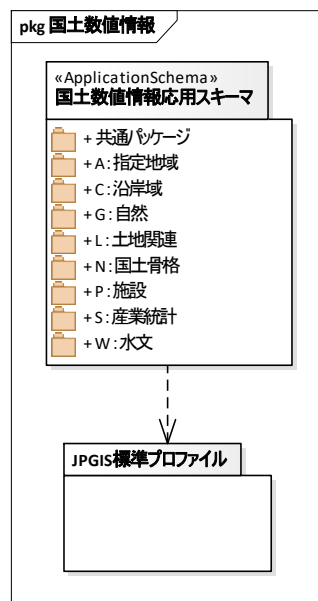 pkg 国土数値情報
«ApplicationSchema»
国土数値情報応用スキーマ
+ 共通パッケージ
+ A:指定地域
+ C:沿岸域
+ G:自然
+ L:土地関連
+ N:国土骨格
+ P:施設
+ S:産業統計
+ W:水文
JPGIS標準プロファイル